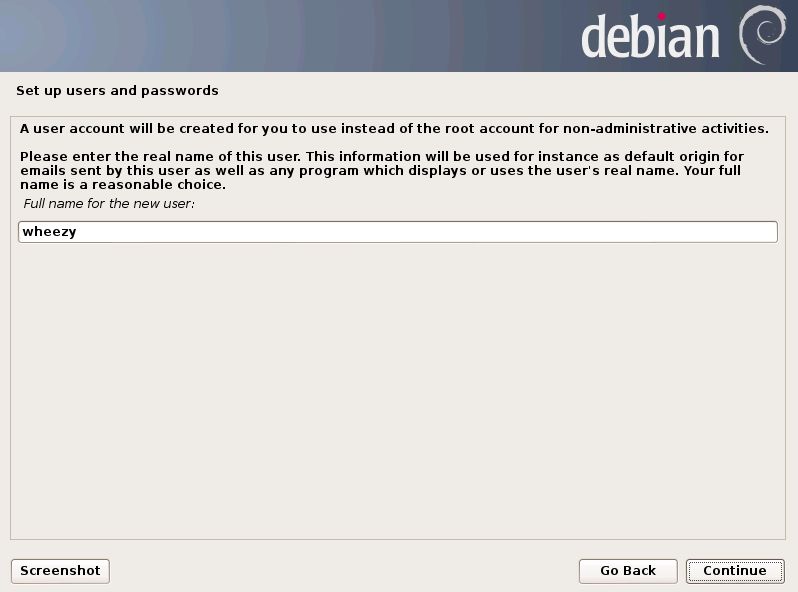 debian
Set up users and passwords
A user account will be created for you to use instead of the root account for non-administrative activities.
Please enter the real name of this user. This information will be used for instance as default origin for
emails sent by this user as well as any program which displays or uses the user's real name. Your full
name is a reasonable choice.
Full name for the new user:
wheezy
Screenshot
Go Back
Continue